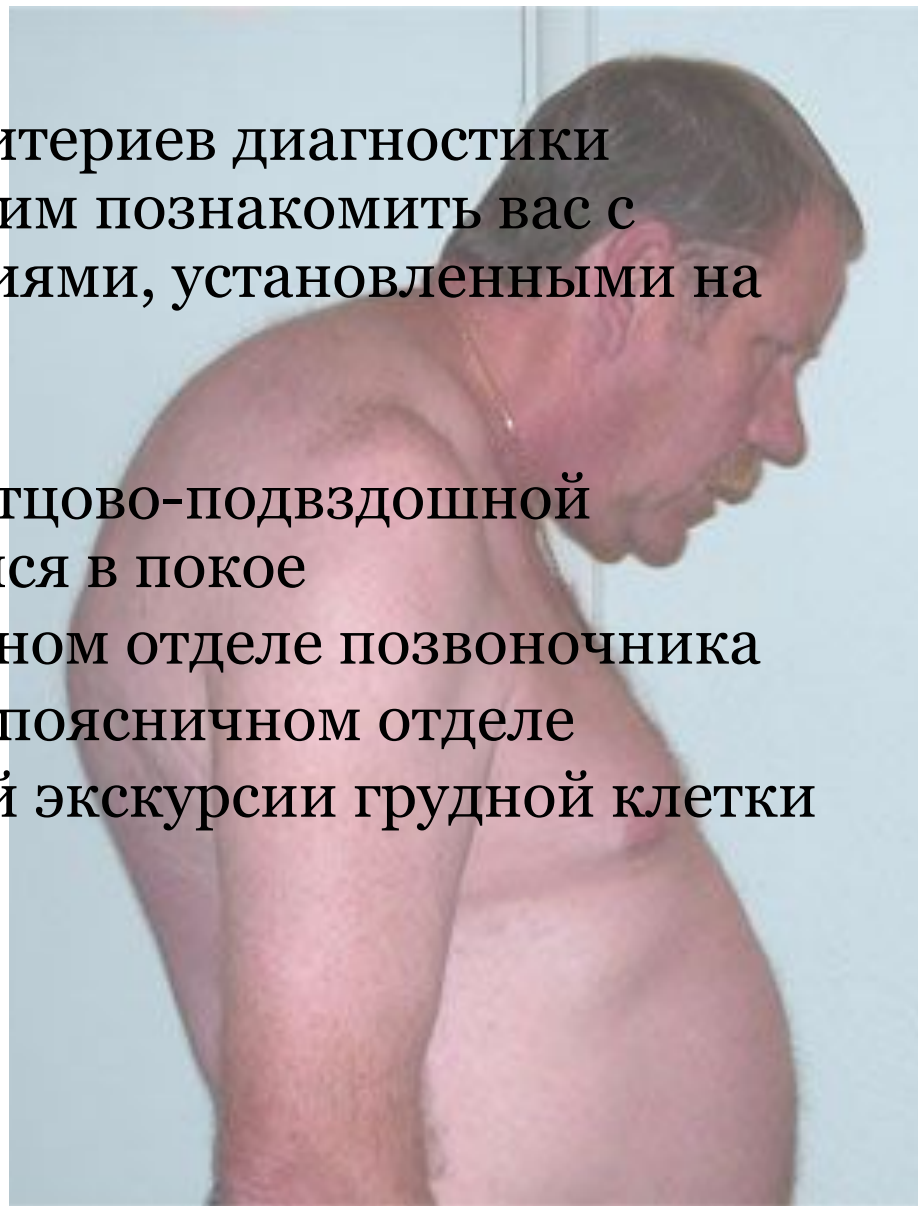 итериев диагностики
им познакомить вас с
иями, установленными на
тцово-подвздошной
ся в покое
ном отделе позвоночника
поясничном отделе
й экскурсии грудной клетки